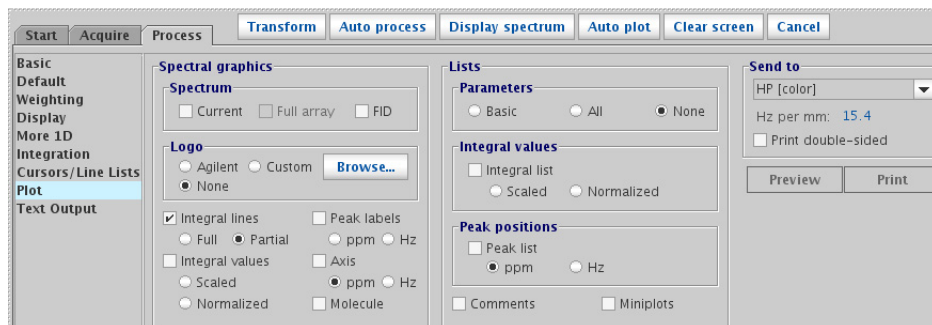 Start Acquire Process Transform Auto process Display spectrum Auto plot Clear screen Cancel
Basic
Default
Weighting
Display
More 1D
Integration
Cursors/Line Lists
Plot
Text Output
Spectral graphics
Spectrum
Current Full array FID
Logo
Agilent Custom Browse...
None
Integral lines Peak labels
Full Partial ppm Hz
Integral values Axis
Scaled ppm Hz
Normalized Molecule
Lists
Parameters
Basic All None
Integral values
Integral list
Scaled Normalized
Peak positions
Peak list
ppm Hz
Comments Miniplots
Send to
HP [color]
Hz per mm: 15.4
Print double-sided
Preview Print